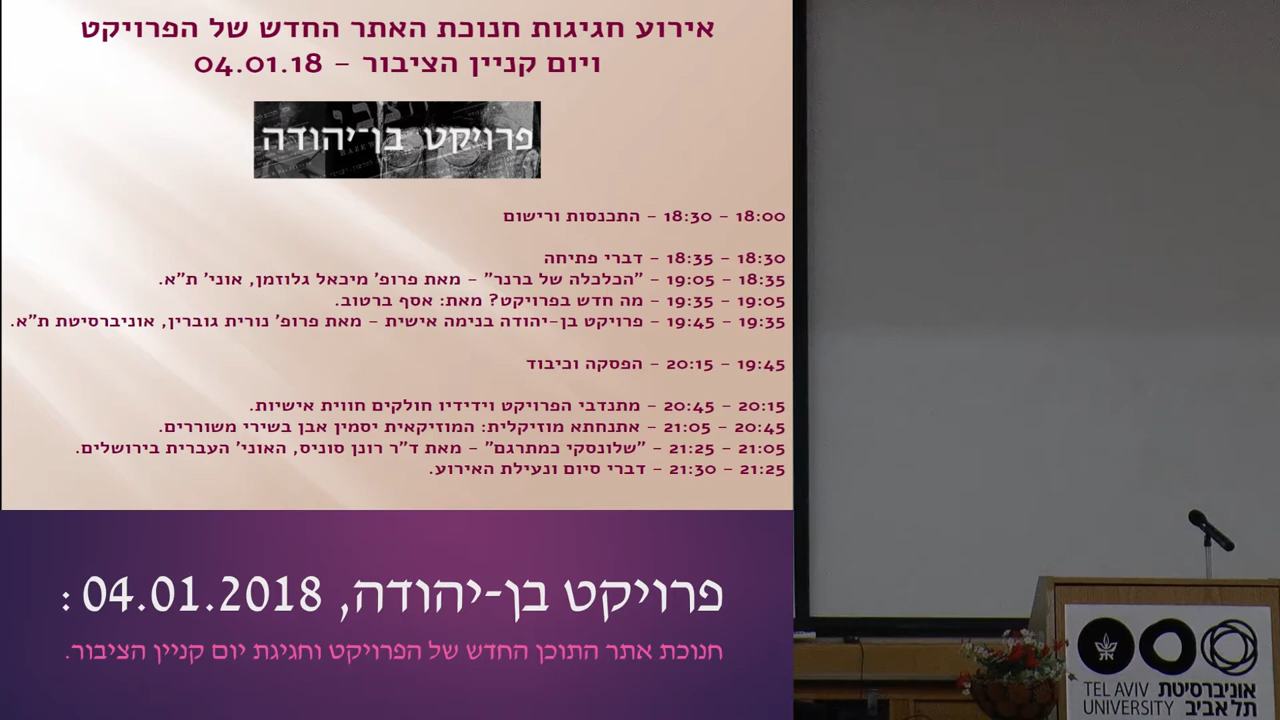 אירוע חגיגות חנוכת האתר החדש של הפרויקט
ויום קניין הציבור – 04.01.18
פרויקט בן־יהודה
18:00 – 18:30 – התכנסות ורישום
18:30 – 18:35 – דברי פתיחה
18:35 – 19:05 – "הכלכלה של ברנר" – מאת פרופ' מיכאל גלוזמן, אוני' ת"א.
19:05 – 19:35 – מה חדש בפרויקט? מאת: אסף ברטוב.
19:35 – 19:45 – פרויקט בן-יהודה בנימה אישית – מאת פרופ' נורית גוברין, אוניברסיטת ת"א.
19:45 – 20:15 – הפסקה וכיבוד
20:15 – 20:45 – מתנדבי הפרויקט וידידיו חולקים חווית אישיות.
20:45 – 21:05 – אתנחתא מוזיקלית: המוזיקאית יסמין אבן בשירי משוררים.
21:05 – 21:25 – "שלונסקי כמתרגם" – מאת ד"ר רונן סוניס, האוני' העברית בירושלים.
21:25 – 21:30 – דברי סיום ונעילת האירוע.
פרויקט בן-יהודה, 04.01.2018 :
חנוכת אתר התוכן החדש של הפרויקט וחגיגת יום קניין הציבור.
TEL AVIV אוניברסיטת
UNIVERSITY תל אביב